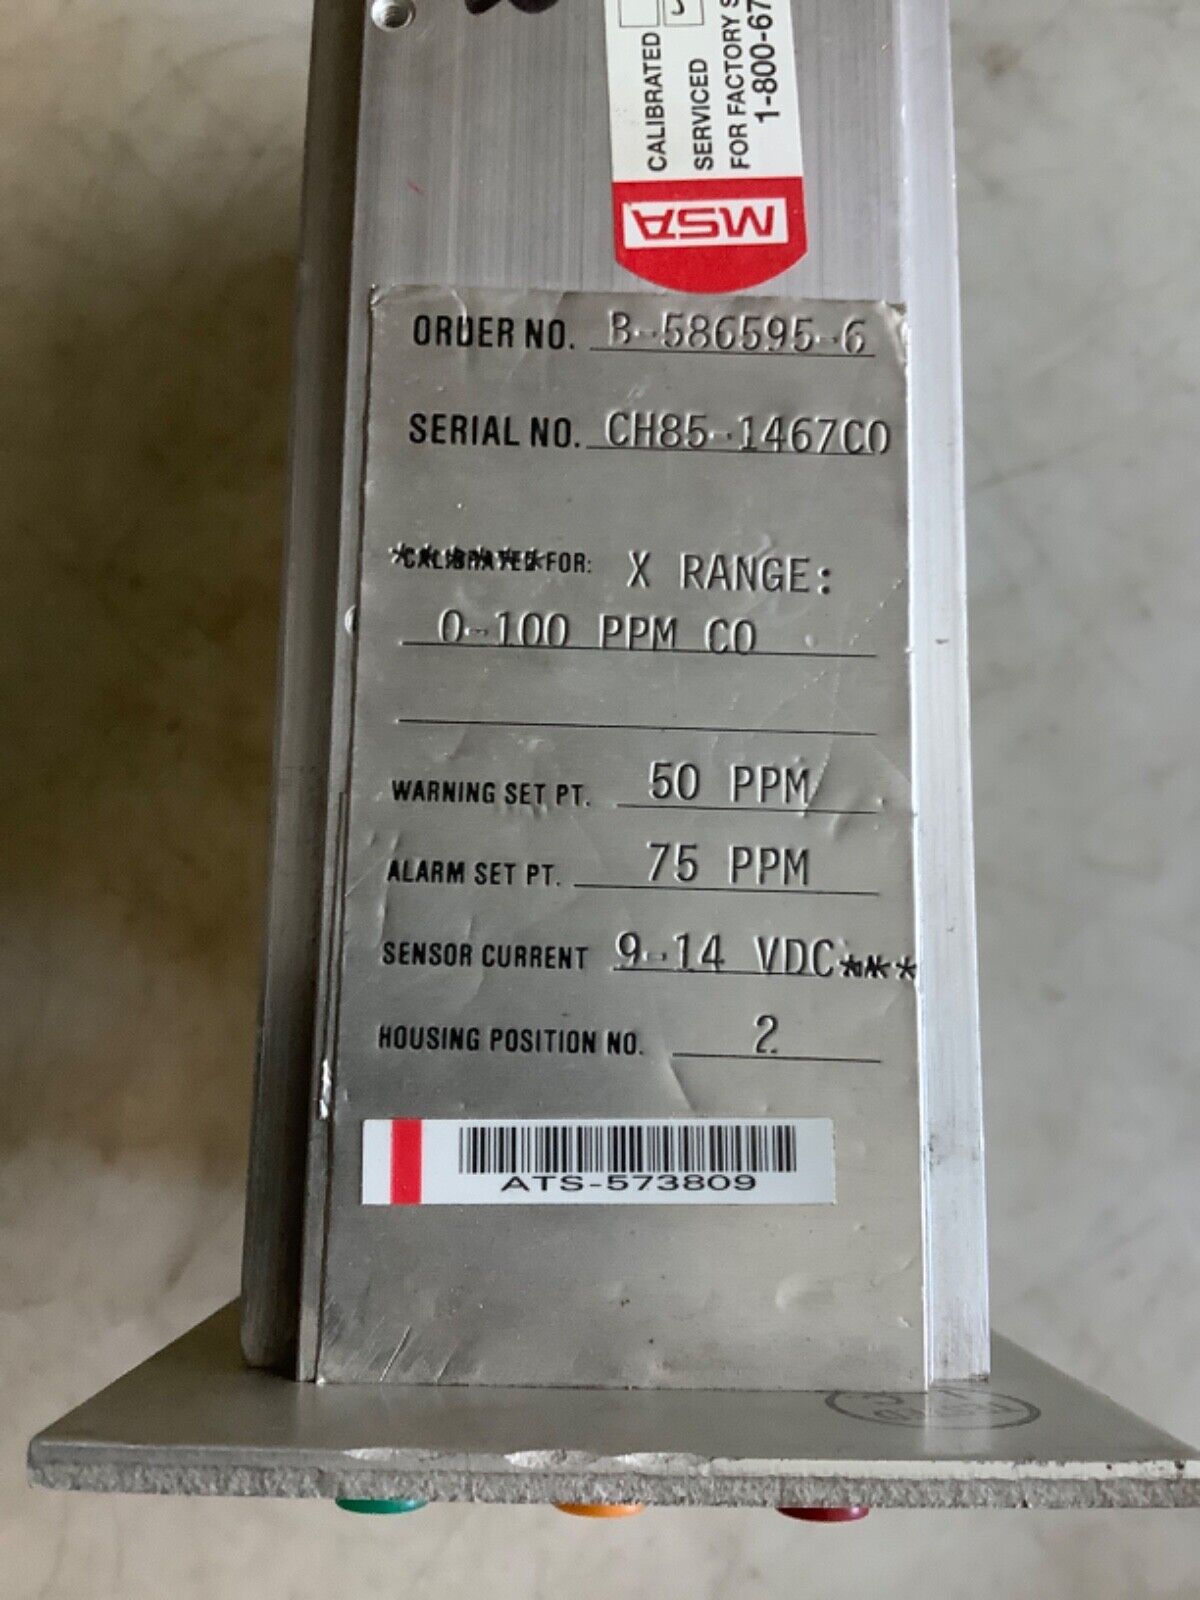 CALIBRATED
SERVICED
FOR FACTORY
1-800-67
MSA
ORDER NO. B-586595-6
SERIAL NO. CH85-1467CO
CALIBRATED FOR: X RANGE:
0-100 PPM CO
WARNING SET PT. 50 PPM
ALARM SET PT. 75 PPM
SENSOR CURRENT 9-14 VDC***
HOUSING POSITION NO. 2
ATS-573809